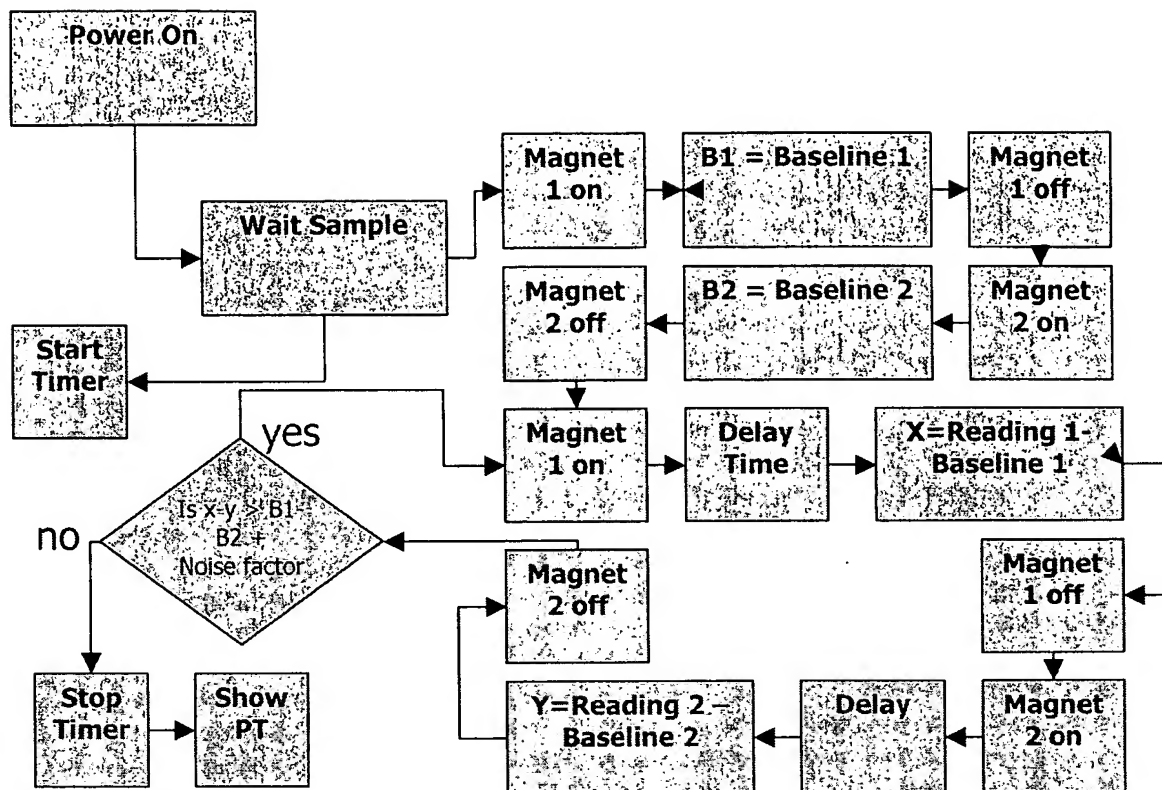 Power On
Wait Sample
Magnet
1 on
B1 = Baseline 1
Magnet
1 off
Magnet
2 off
B2 = Baseline 2
Magnet
2 on
Start
Timer
yes
Magnet
1 on
Delay
Time
X=Reading 1-
Baseline 1
no
Is x-y > B1-
B2 +
Noise factor
Magnet
2 off
Magnet
1 off
Stop
Timer
Show
PT
Y=Reading 2 –
Baseline 2
Delay
Magnet
2 on